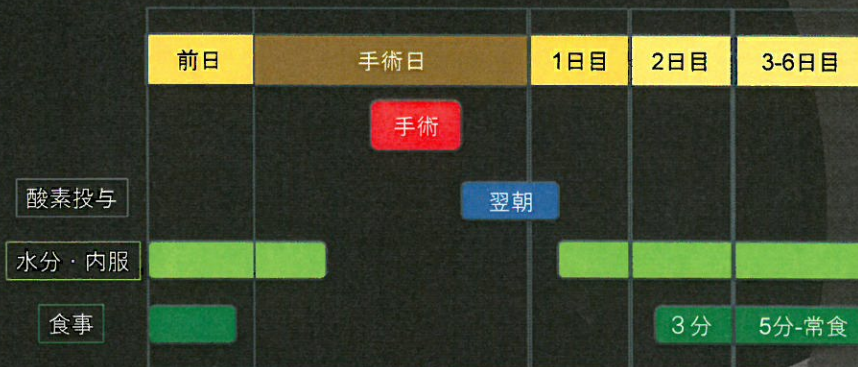 前日 手術日 1日目 2日目 3-6日目
手術
酸素投与 翌朝
水分・内服
食事 3分 5分-常食